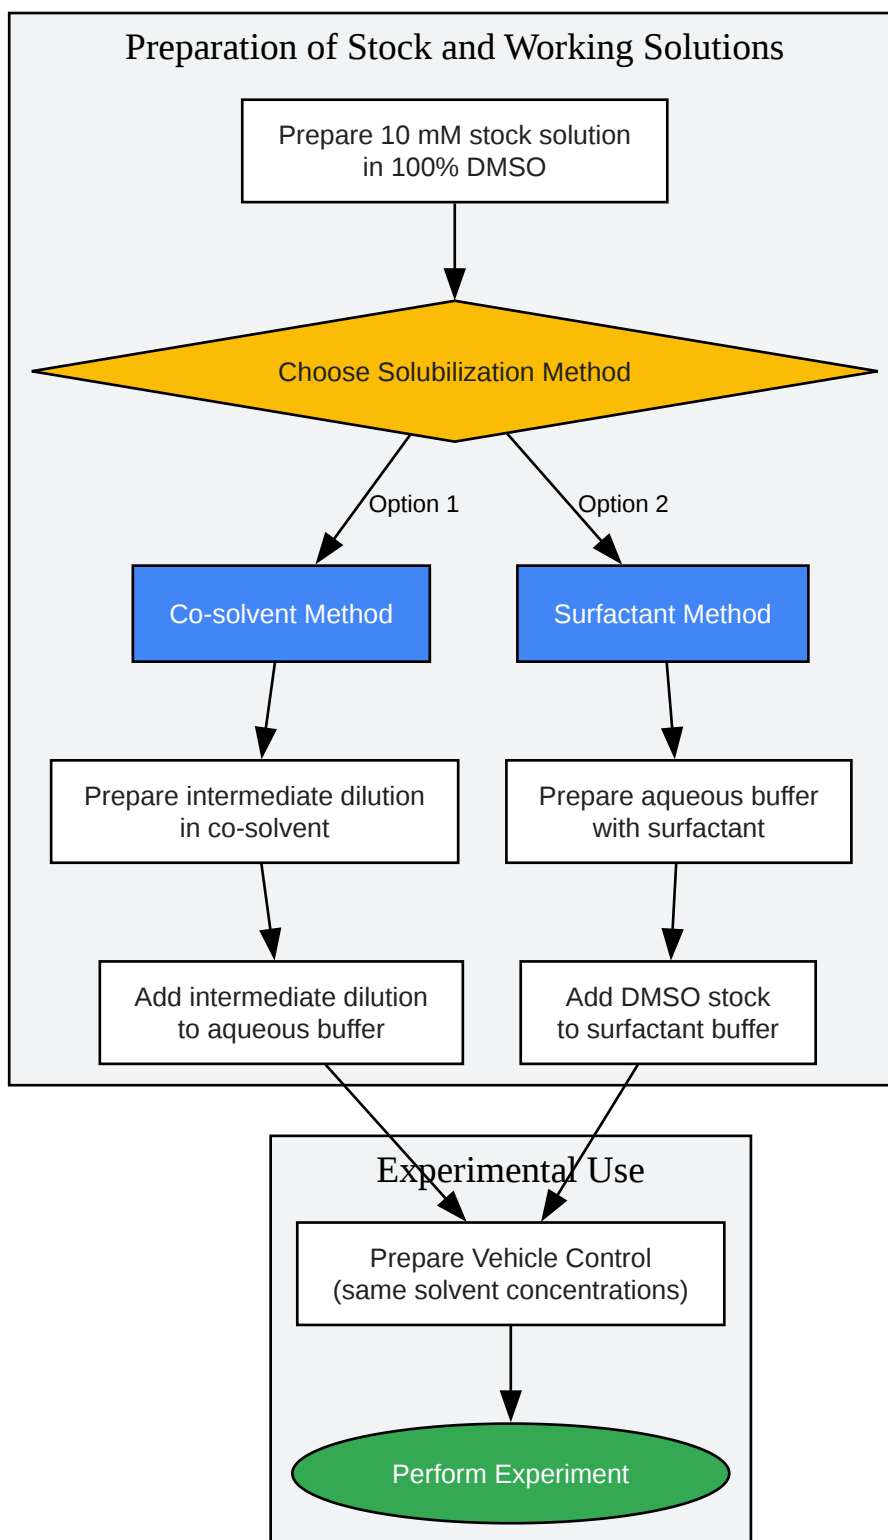 Preparation of Stock and Working Solutions
Prepare 10 mM stock solution
in 100% DMSO
Choose Solubilization Method
Option 1
Option 2
Co-solvent Method
Surfactant Method
Prepare intermediate dilution
in co-solvent
Prepare aqueous buffer
with surfactant
Add intermediate dilution
to aqueous buffer
Add DMSO stock
to surfactant buffer
Experimental Use
Prepare Vehicle Control
(same solvent concentrations)
Perform Experiment